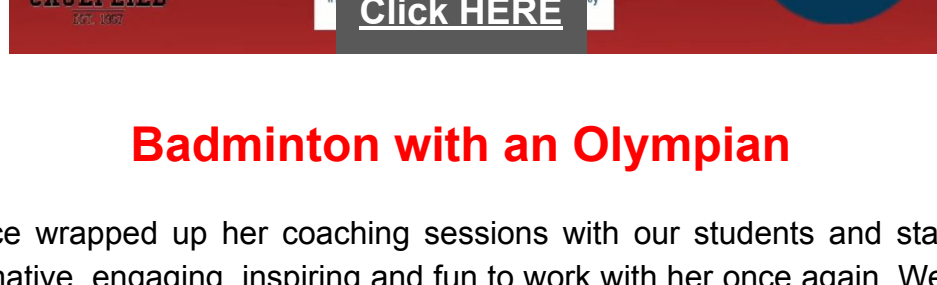 Click HERE
Badminton with an Olympian
ce wrapped up her coaching sessions with our students and sta
native, engaging, inspiring and fun to work with her once again. We